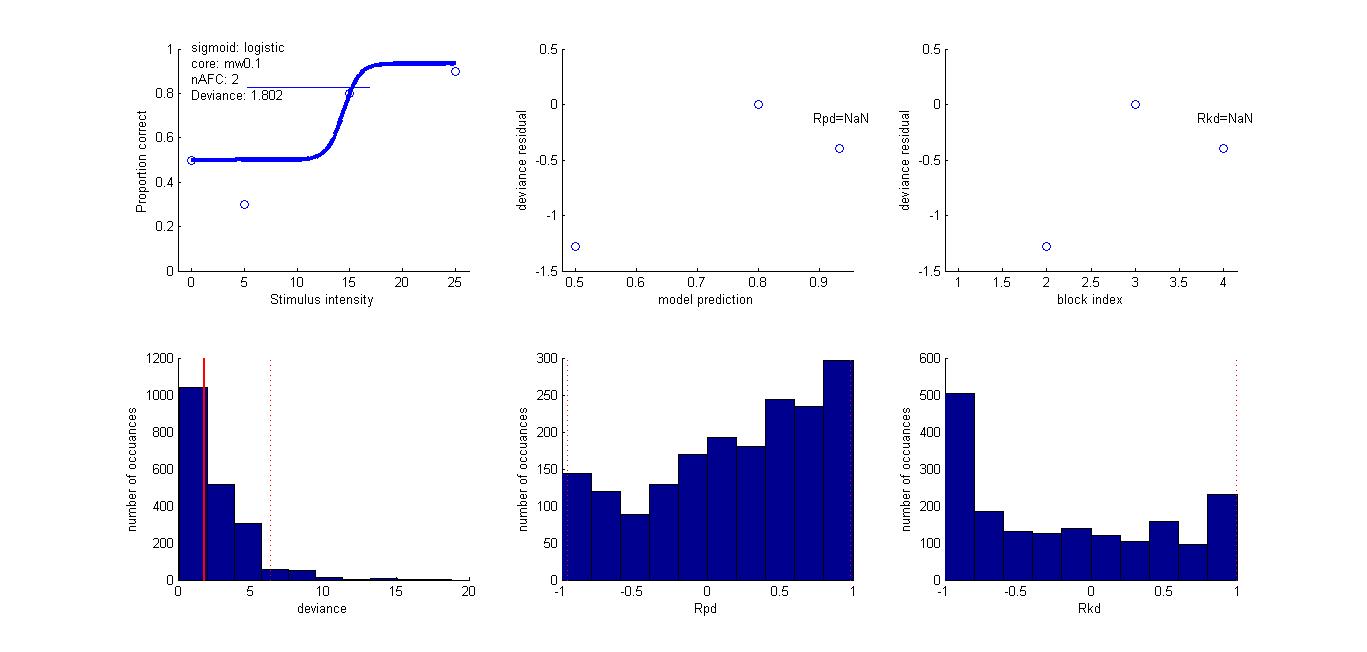 sigmoid: logistic
core: mw0.1
nAFC: 2
Deviance: 1.802
1
0.8
0.6
0.4
0.2
0
Proportion correct
0 5 10 15 20 25
Stimulus intensity
0.5
0
-0.5
-1
-1.5
deviance residual
Rpd=NaN
0.5 0.6 0.7 0.8 0.9
model prediction
0.5
0
-0.5
-1
-1.5
deviance residual
Rkd=NaN
1 1.5 2 2.5 3 3.5 4
block index
1200
1000
800
600
400
200
0
number of occuances
0 5 10 15 20
deviance
300
250
200
150
100
50
0
number of occuances
-1 -0.5 0 0.5 1
Rpd
600
500
400
300
200
100
0
number of occuances
-1 -0.5 0 0.5 1
Rkd